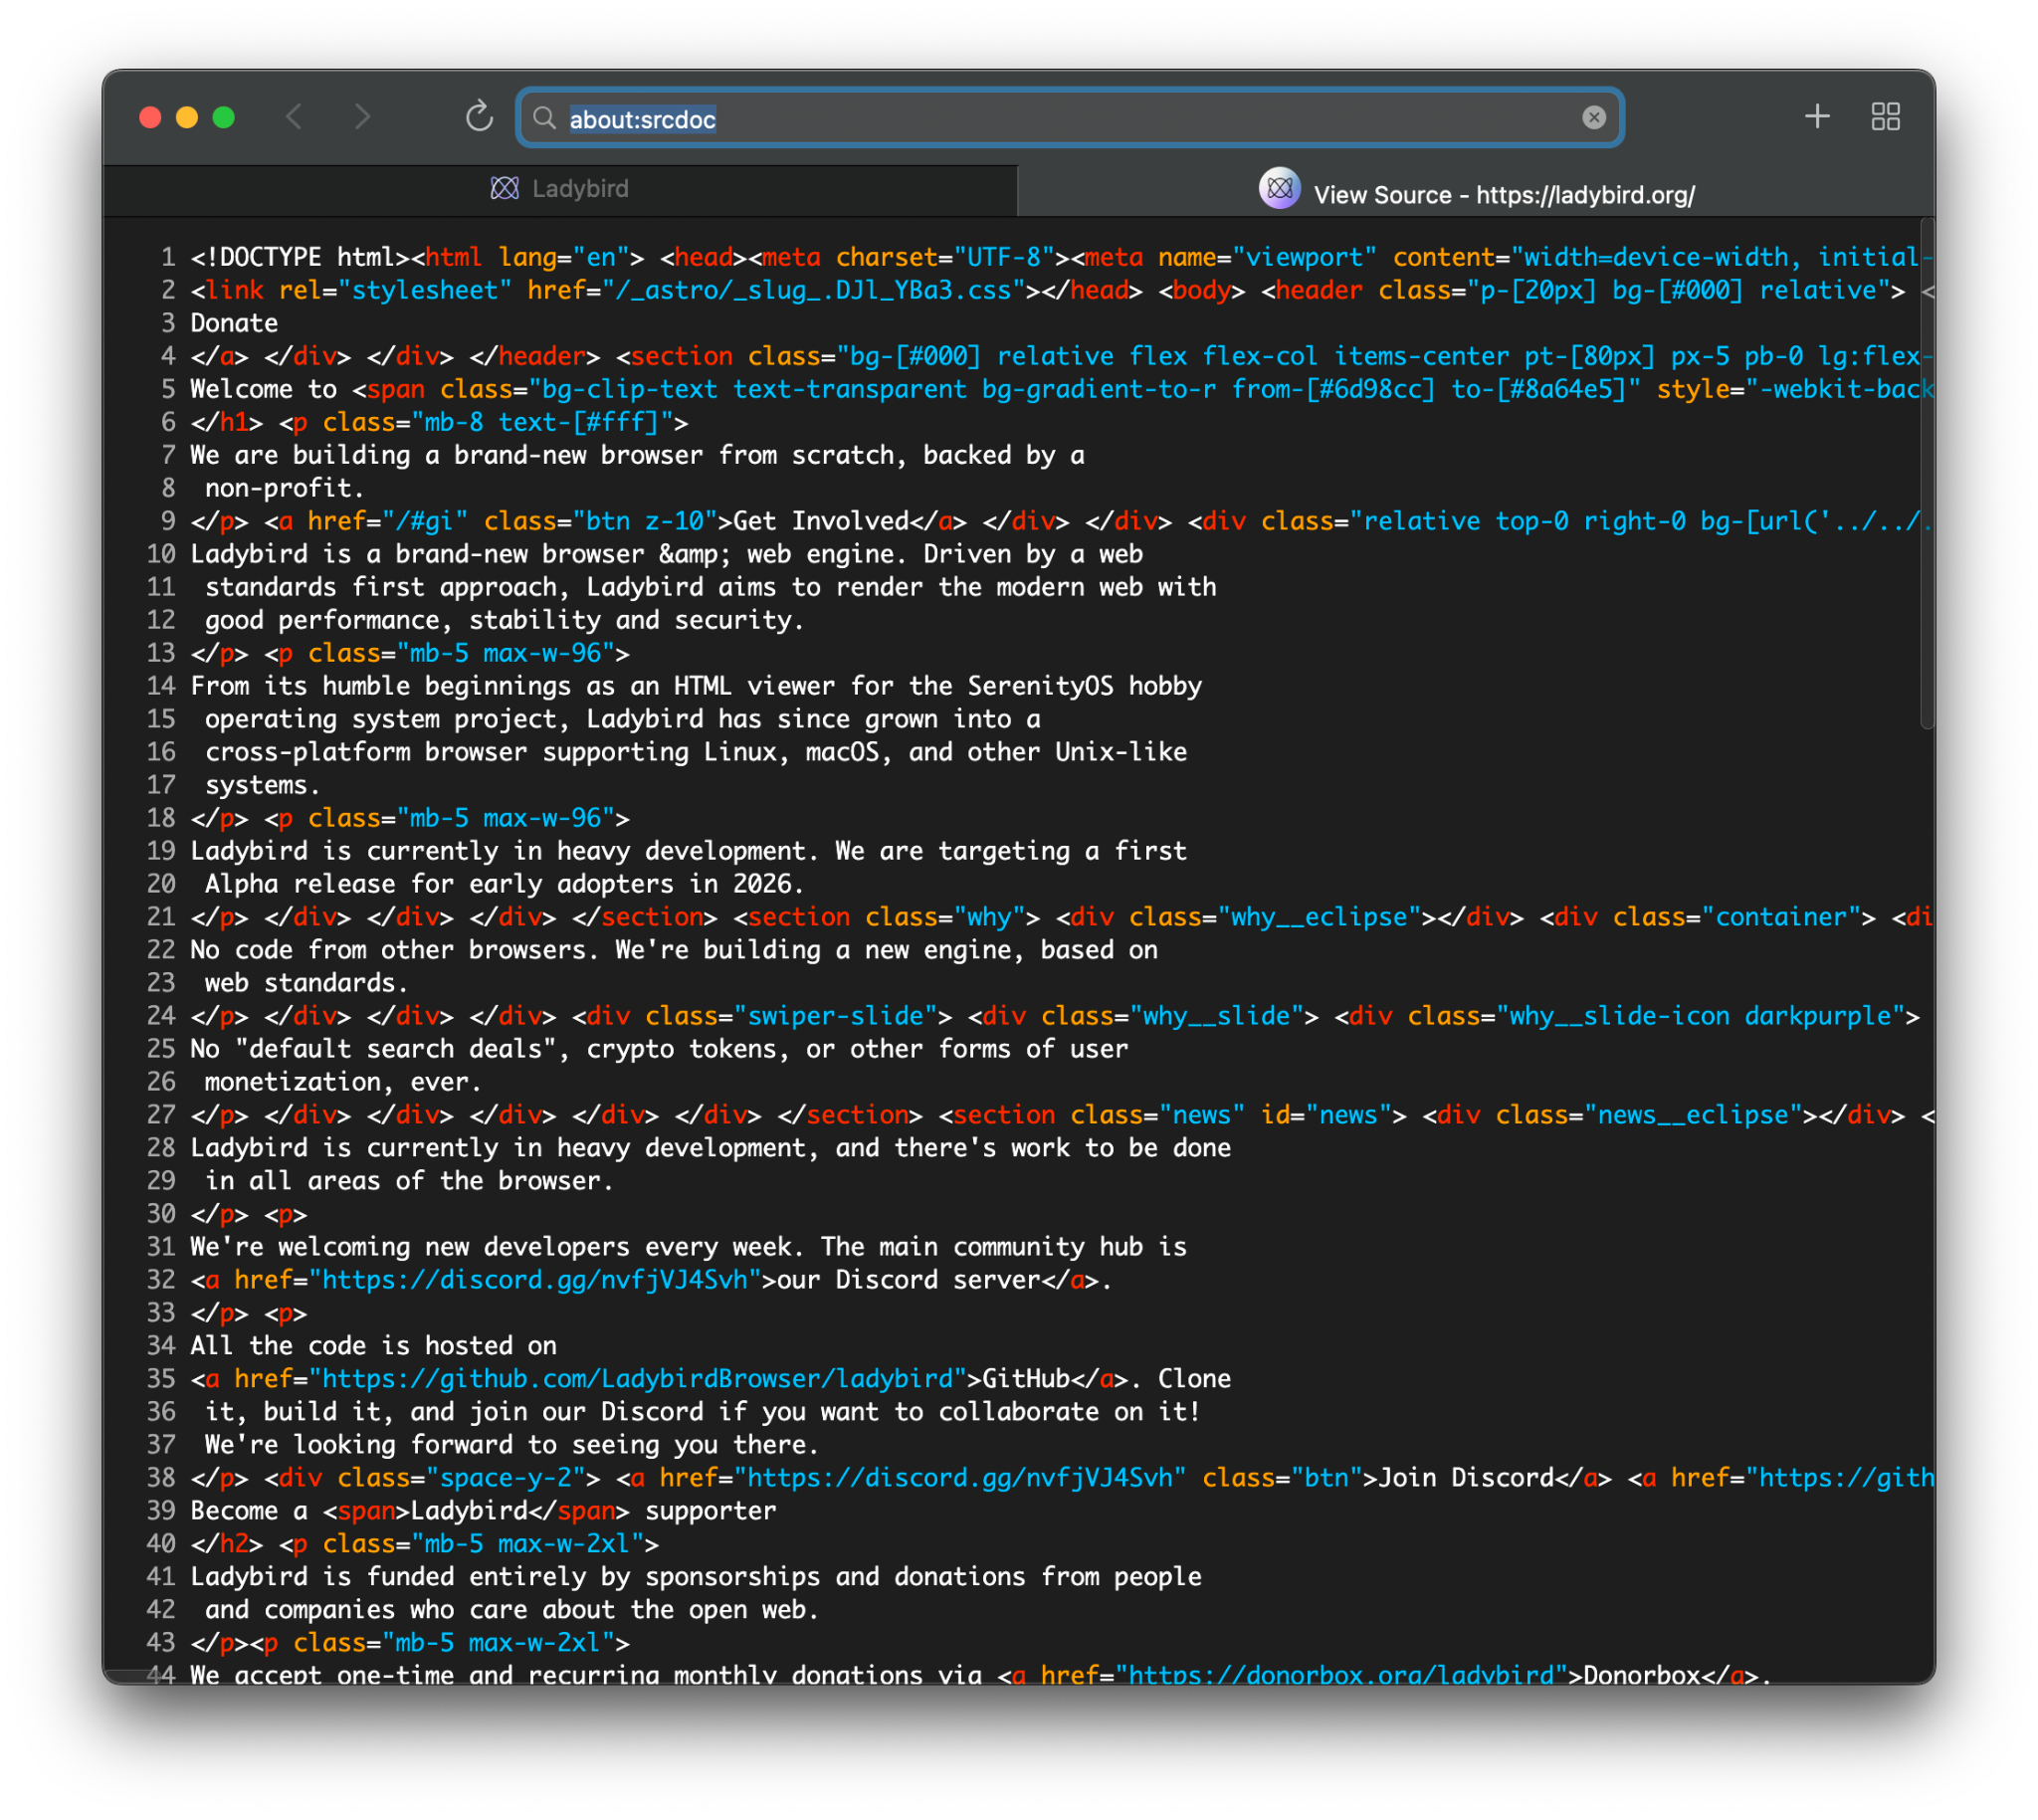 about:srcdoc
Ladybird
View Source - https://ladybird.org/
1 <!DOCTYPE html><html lang="en"> <head><meta charset="UTF-8"><meta name="viewport" content="width=device-width, initial-
2 <link rel="stylesheet" href="/_astro/_slug_.DJl_YBa3.css"></head> <body> <header class="p-[20px] bg-[#000] relative"> <
3 Donate
4 </a> </div> </div> </header> <section class="bg-[#000] relative flex flex-col items-center pt-[80px] px-5 pb-0 lg:flex-
5 Welcome to <span class="bg-clip-text text-transparent bg-gradient-to-r from-[#6d98cc] to-[#8a64e5]" style="-webkit-back
6 </h1> <p class="mb-8 text-[#fff]">
7 We are building a brand-new browser from scratch, backed by a
8 non-profit.
9 </p> <a href="/#gi" class="btn z-10">Get Involved</a> </div> </div> <div class="relative top-0 right-0 bg-[url('../../.
10 Ladybird is a brand-new browser &amp; web engine. Driven by a web
11 standards first approach, Ladybird aims to render the modern web with
12 good performance, stability and security.
13 </p> <p class="mb-5 max-w-96">
14 From its humble beginnings as an HTML viewer for the SerenityOS hobby
15 operating system project, Ladybird has since grown into a
16 cross-platform browser supporting Linux, macOS, and other Unix-like
17 systems.
18 </p> <p class="mb-5 max-w-96">
19 Ladybird is currently in heavy development. We are targeting a first
20 Alpha release for early adopters in 2026.
21 </p> </div> </div> </div> </section> <section class="why"> <div class="why__eclipse"></div> <div class="container"> <di
22 No code from other browsers. We're building a new engine, based on
23 web standards.
24 </p> </div> </div> </div> <div class="swiper-slide"> <div class="why__slide"> <div class="why__slide-icon darkpurple">
25 No "default search deals", crypto tokens, or other forms of user
26 monetization, ever.
27 </p> </div> </div> </div> </div> </div> </section> <section class="news" id="news"> <div class="news__eclipse"></div> <
28 Ladybird is currently in heavy development, and there's work to be done
29 in all areas of the browser.
30 </p> <p>
31 We're welcoming new developers every week. The main community hub is
32 <a href="https://discord.gg/nvfjVJ4Svh">our Discord server</a>.
33 </p> <p>
34 All the code is hosted on
35 <a href="https://github.com/LadybirdBrowser/ladybird">GitHub</a>. Clone
36 it, build it, and join our Discord if you want to collaborate on it!
37 We're looking forward to seeing you there.
38 </p> <div class="space-y-2"> <a href="https://discord.gg/nvfjVJ4Svh" class="btn">Join Discord</a> <a href="https://gith
39 Become a <span>Ladybird</span> supporter
40 </h2> <p class="mb-5 max-w-2xl">
41 Ladybird is funded entirely by sponsorships and donations from people
42 and companies who care about the open web.
43 </p><p class="mb-5 max-w-2xl">
44 We accept one-time and recurring monthly donations via <a href="https://donorbox.org/ladybird">Donorbox</a>.